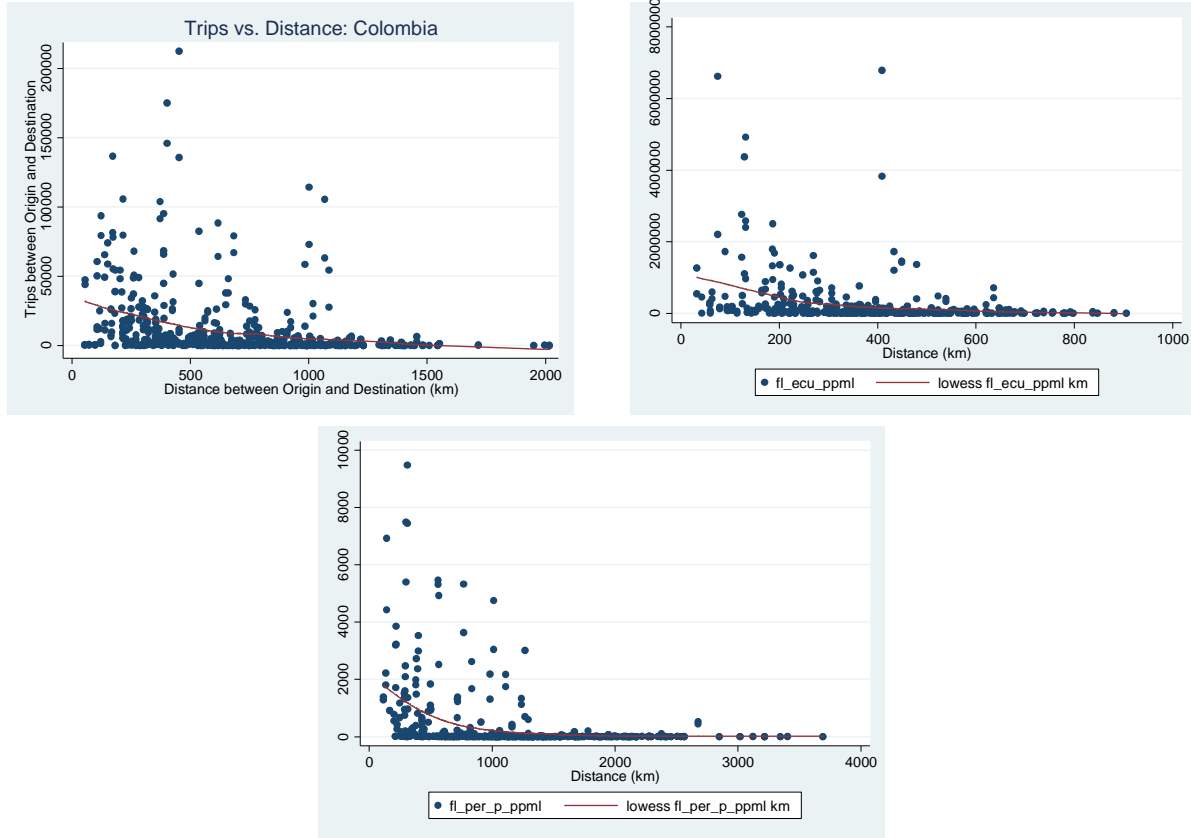 Trips vs. Distance: Colombia
Trips between Origin and Destination
200000
150000
100000
50000
0
0 500 1000 1500 2000
Distance between Origin and Destination (km)
8000000
6000000
4000000
2000000
0
0 200 400 600 800 1000
Distance (km)
fl_ecu_ppml lowess fl_ecu_ppml km
10000
8000
6000
4000
2000
0
0 1000 2000 3000 4000
Distance (km)
fl_per_p_ppml lowess fl_per_p_ppml km